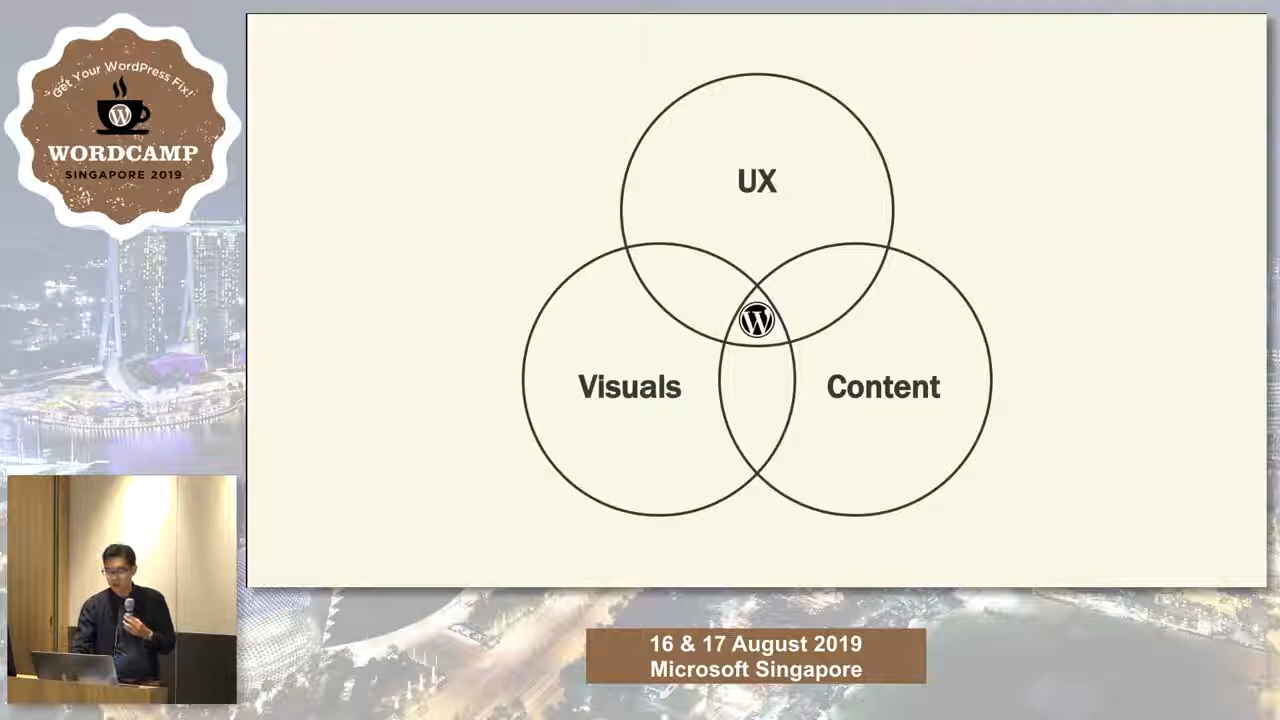 Get Your WordPress Fix!
WORDCAMP
SINGAPORE 2019
UX
Visuals
Content
16 & 17 August 2019
Microsoft Singapore